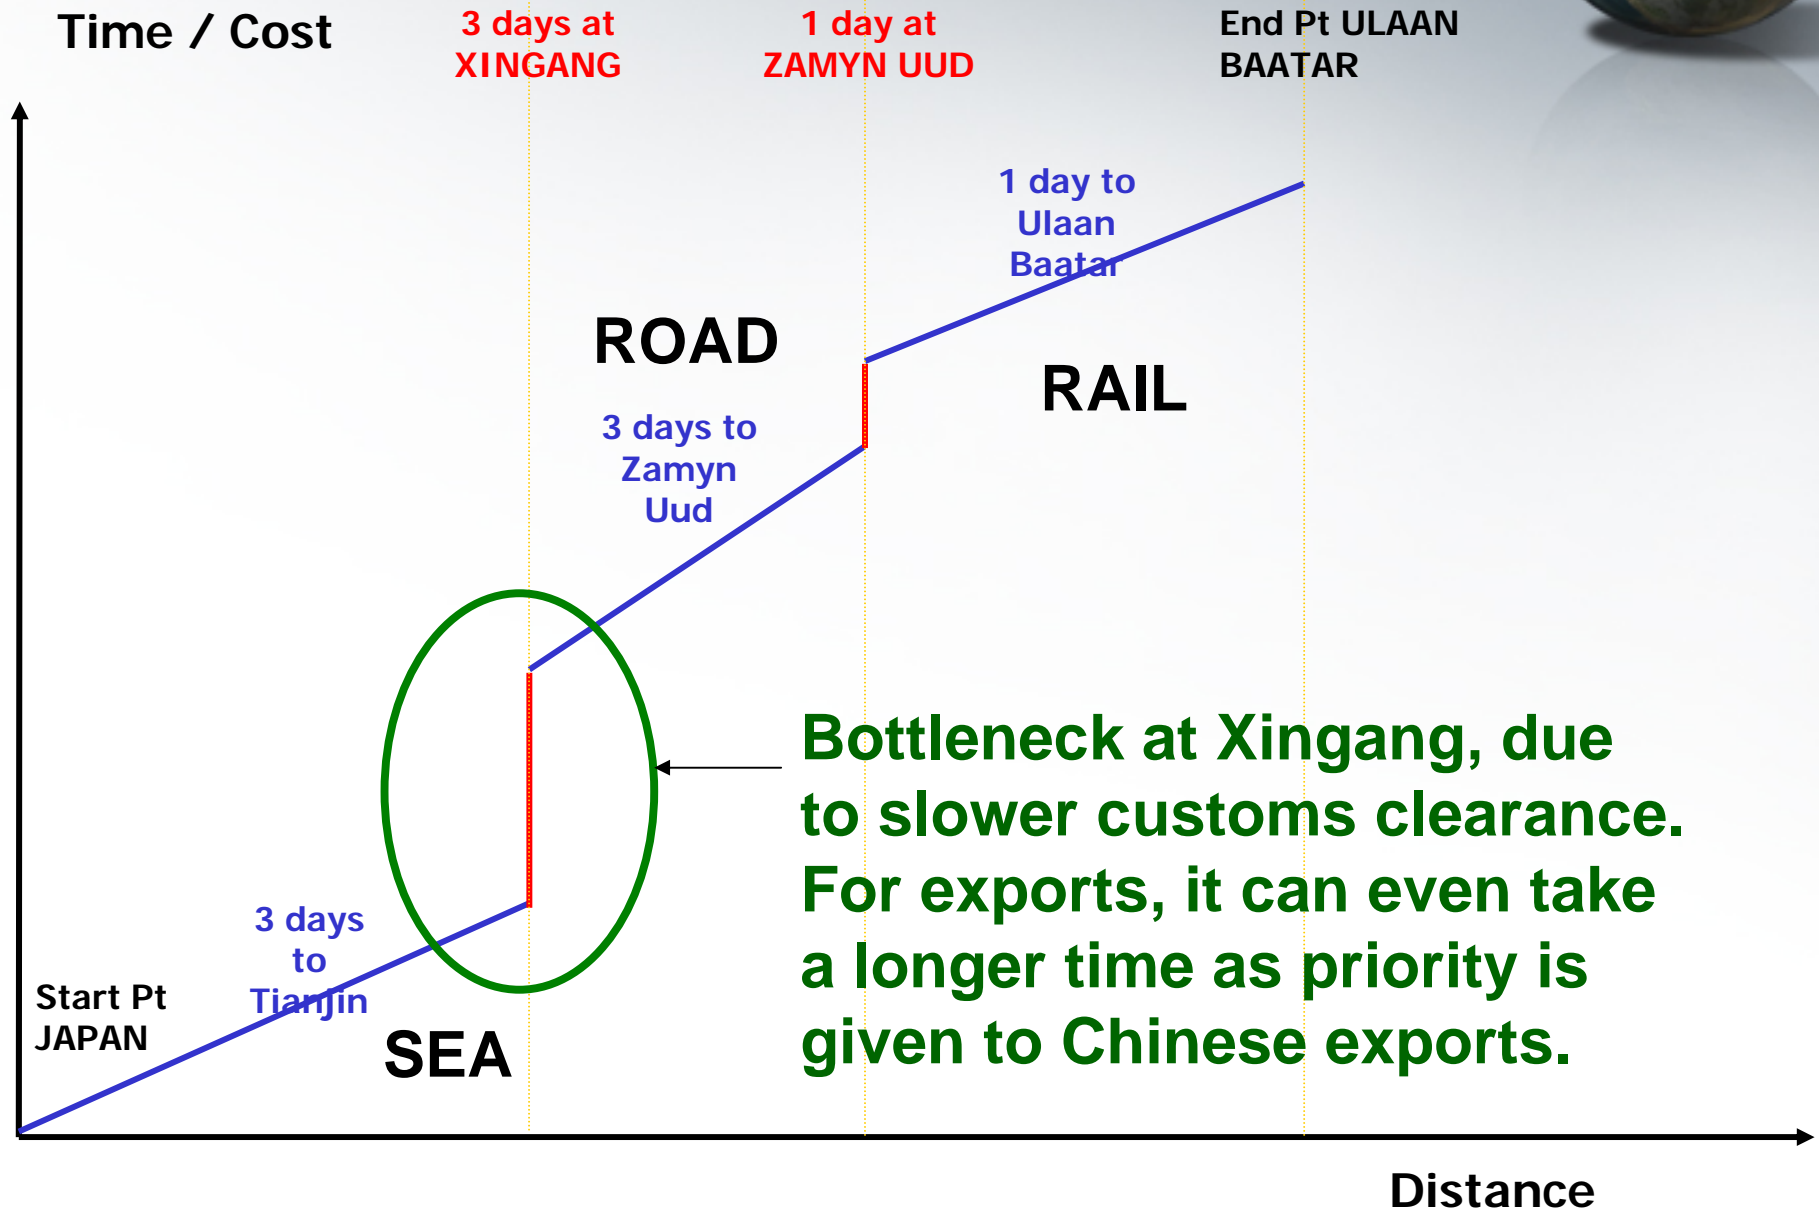 Time / Cost
3 days at
XINGANG
1 day at
ZAMYN UUD
End Pt ULAAN
BAATAR
1 day to
Ulaan
Baatar
ROAD
RAIL
3 days to
Zamyn
Uud
Bottleneck at Xingang, due
to slower customs clearance.
For exports, it can even take
a longer time as priority is
given to Chinese exports.
3 days
to
TianJin
Start Pt
JAPAN
SEA
Distance